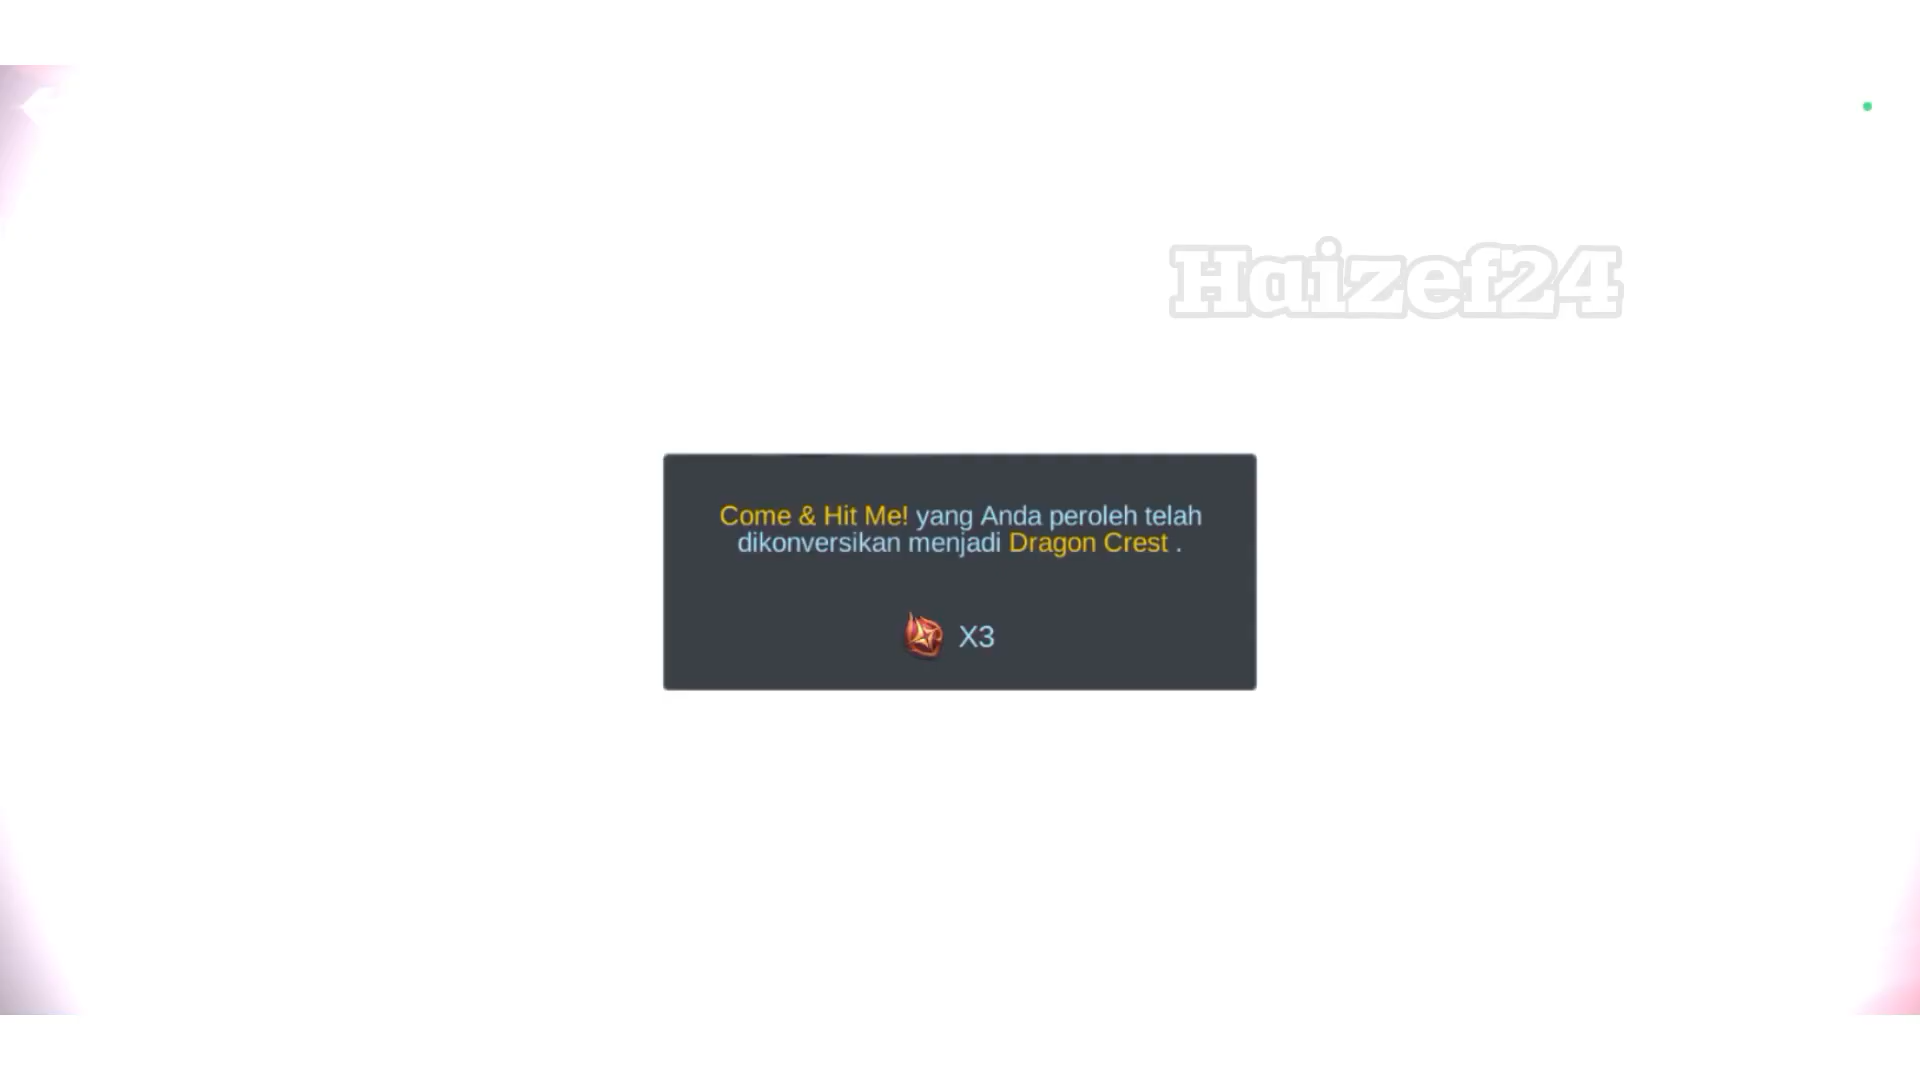 Haizef24
Come & Hit Me! yang Anda peroleh telah
dikonversikan menjadi Dragon Crest .
X3